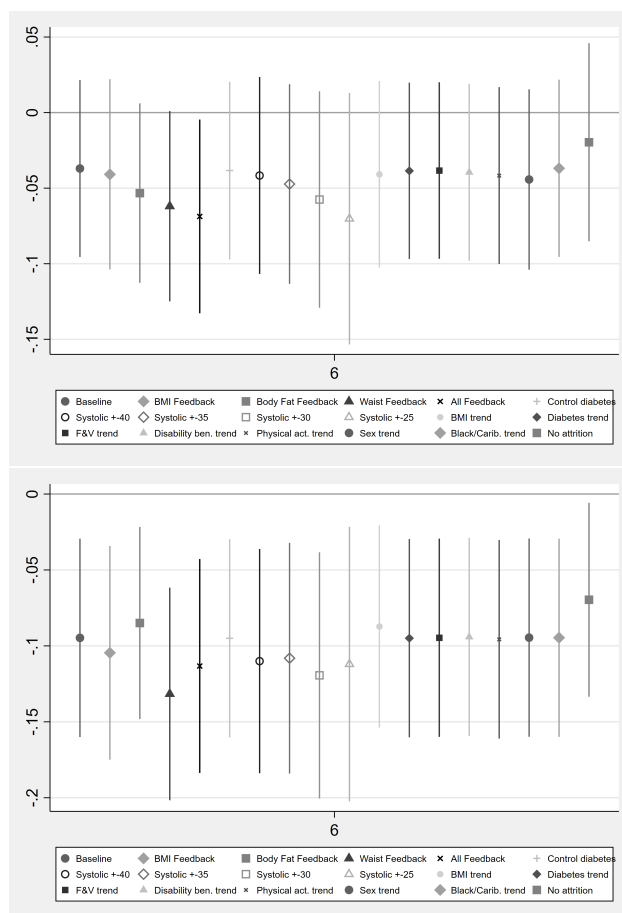 .05
0
-.05
-.1
-.15
6
Baseline BMI Feedback Body Fat Feedback Waist Feedback All Feedback Control diabetes
Systolic +-40 Systolic +-35 Systolic +-30 Systolic +-25 BMI trend Diabetes trend
F&V trend Disability ben. trend Physical act. trend Sex trend Black/Carib. trend No attrition
0
-.05
-.1
-.15
-.2
6
Baseline BMI Feedback Body Fat Feedback Waist Feedback All Feedback Control diabetes
Systolic +-40 Systolic +-35 Systolic +-30 Systolic +-25 BMI trend Diabetes trend
F&V trend Disability ben. trend Physical act. trend Sex trend Black/Carib. trend No attrition